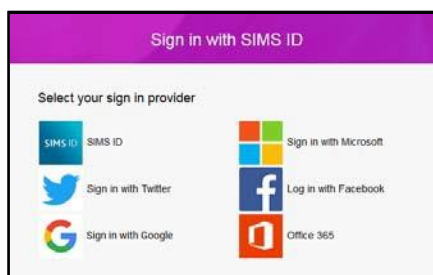 Sign in with SIMS ID
Select your sign in provider
SIMS ID SIMS ID Sign in with Microsoft
Sign in with Twitter Log in with Facebook
Sign in with Google Office 365